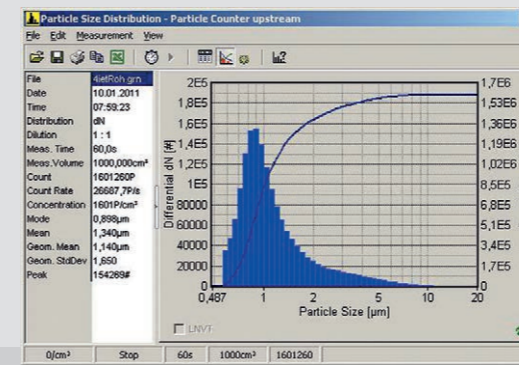 Particle Size Distribution - Particle Counter upstream
File Edit Measurement View
File 4ietRoh.grn
Date 10.01.2011
Time 07:59:23
Distribution dN
Dilution 1 : 1
Meas. Time 60,0s
Meas.Volume 1000,000cm³
Count 1601260P
Count Rate 26687,7P/s
Concentration 1601P/cm³
Mode 0,898µm
Mean 1,340µm
Geom. Mean 1,140µm
Geom. StdDev 1,650
Peak 154269#
Differential dN [#]
2E5
1,8E5
1,6E5
1,4E5
1,2E5
1E5
80000
60000
40000
20000
0
1,7E6
1,53E6
1,36E6
1,19E6
1,02E6
8,5E5
6,8E5
5,1E5
3,4E5
1,7E5
0
0,487 1 2 5 10 20
Particle Size [µm]
LNVT
0/cm³ Stop 60s 1000cm³ 1601260